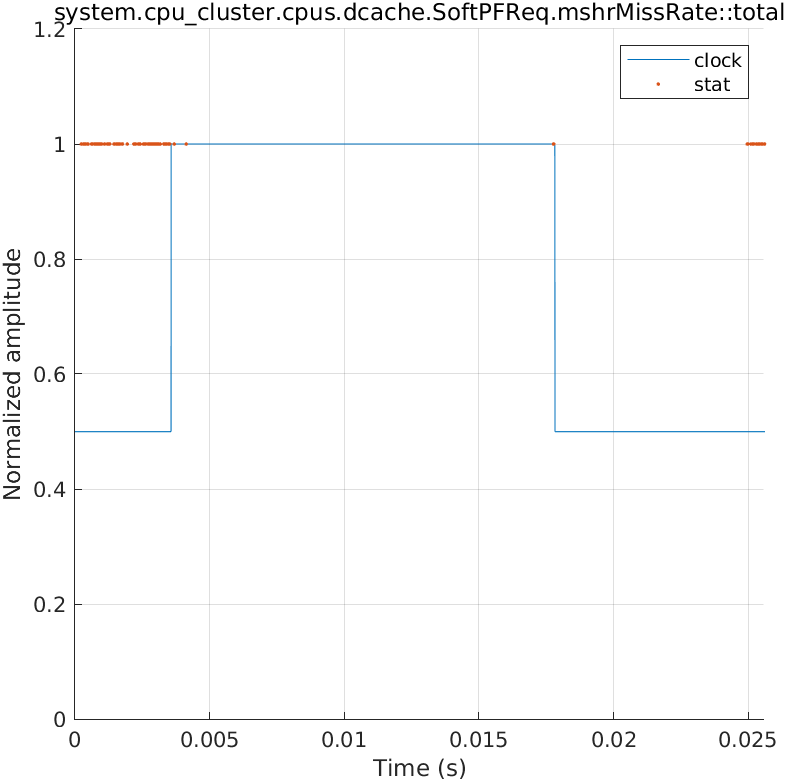 system.cpu_cluster.cpus.dcache.SoftPFReq.mshrMissRate::total
1.2
clock
stat
1
0.8
Normalized amplitude
0.6
0.4
0.2
0
0 0.005 0.01 0.015 0.02 0.025
Time (s)